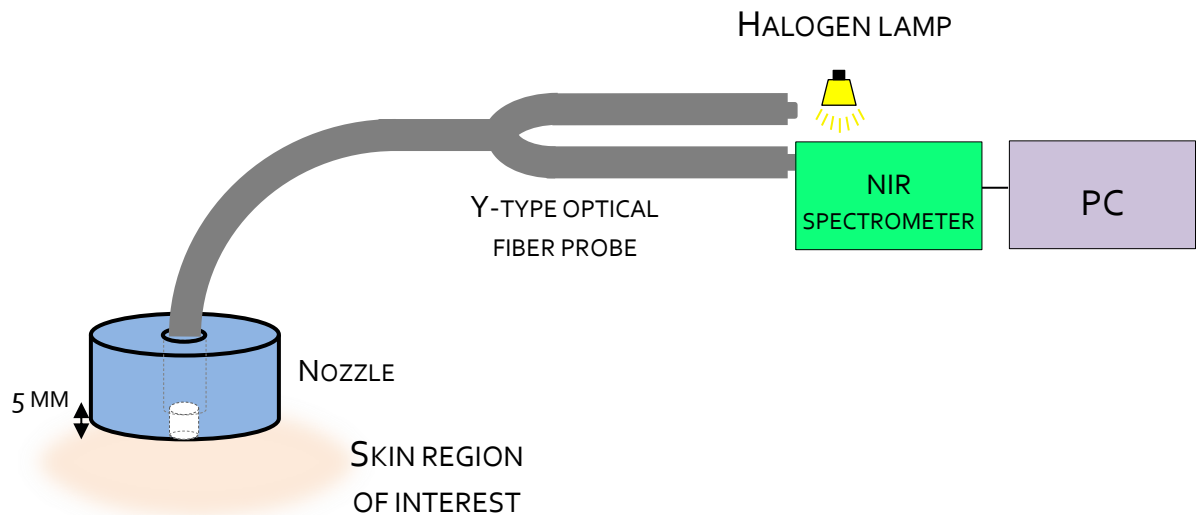 HALOGEN LAMP
NIR
SPECTROMETER
PC
Y-TYPE OPTICAL
FIBER PROBE
NOZZLE
5 MM
SKIN REGION
OF INTEREST